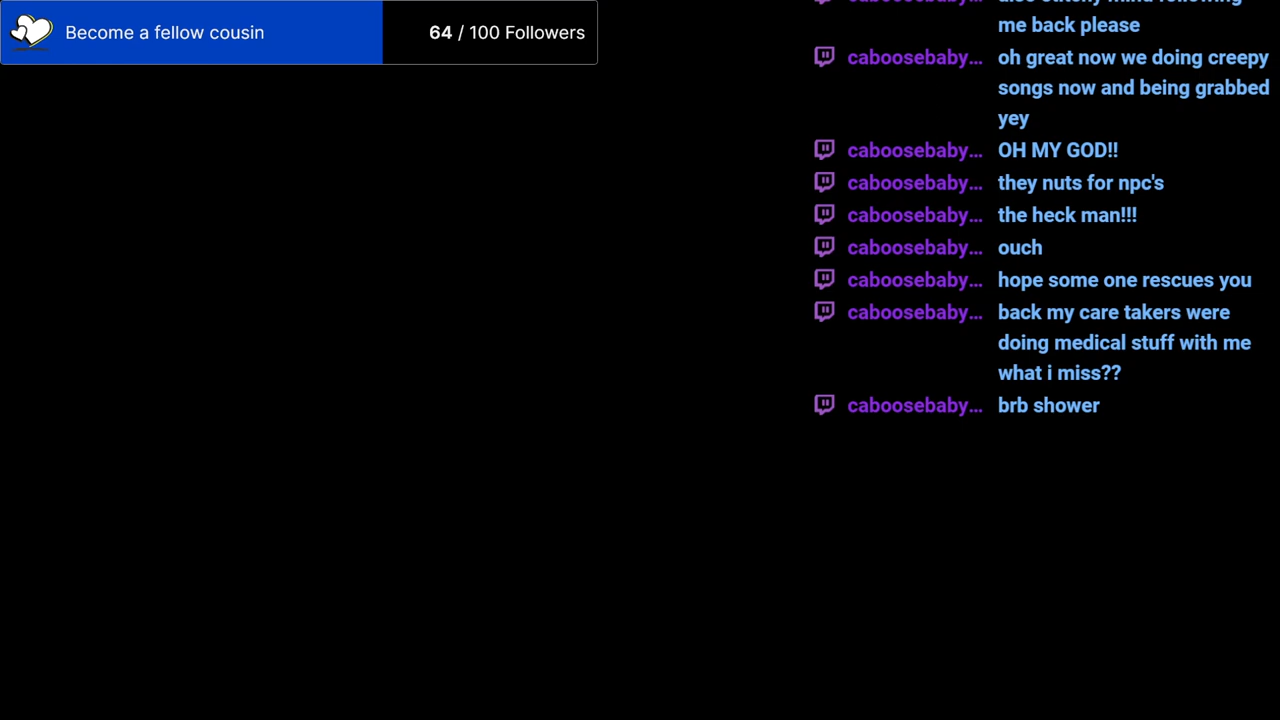 Become a fellow cousin
64 / 100 Followers
me back please
caboosebaby... oh great now we doing creepy
songs now and being grabbed
yey
caboosebaby... OH MY GOD!!
caboosebaby... they nuts for npc's
caboosebaby... the heck man!!!
caboosebaby... ouch
caboosebaby... hope some one rescues you
caboosebaby... back my care takers were
doing medical stuff with me
what i miss??
caboosebaby... brb shower